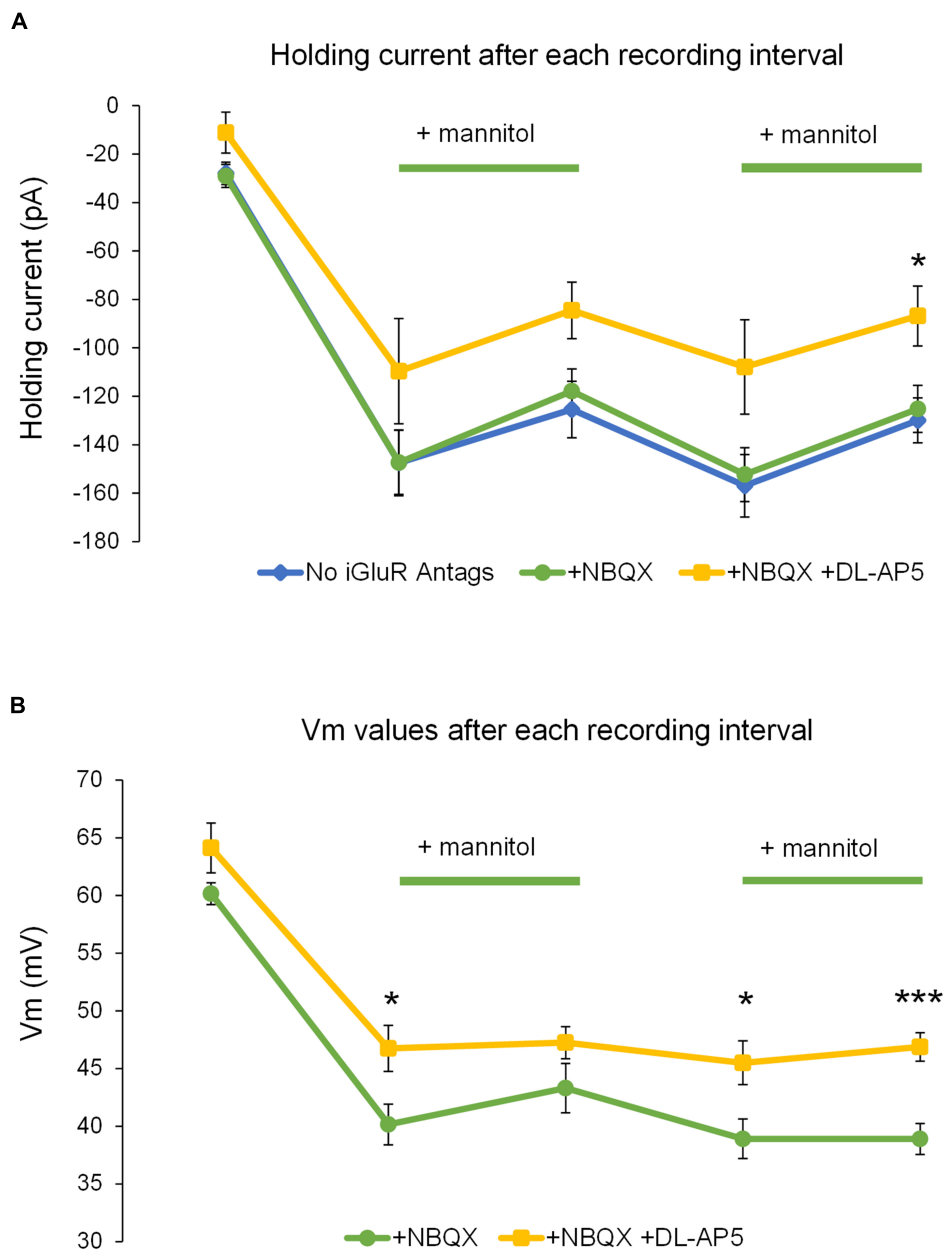 A
Holding current after each recording interval
Holding current (pA)
0
-20
-40
-60
-80
-100
-120
-140
-160
-180
+ mannitol
+ mannitol
*
No iGluR Antags +NBQX +NBQX +DL-AP5
B
Vm values after each recording interval
Vm (mV)
70
65
60
55
50
45
40
35
30
+ mannitol
+ mannitol
* * ***
+NBQX +NBQX +DL-AP5